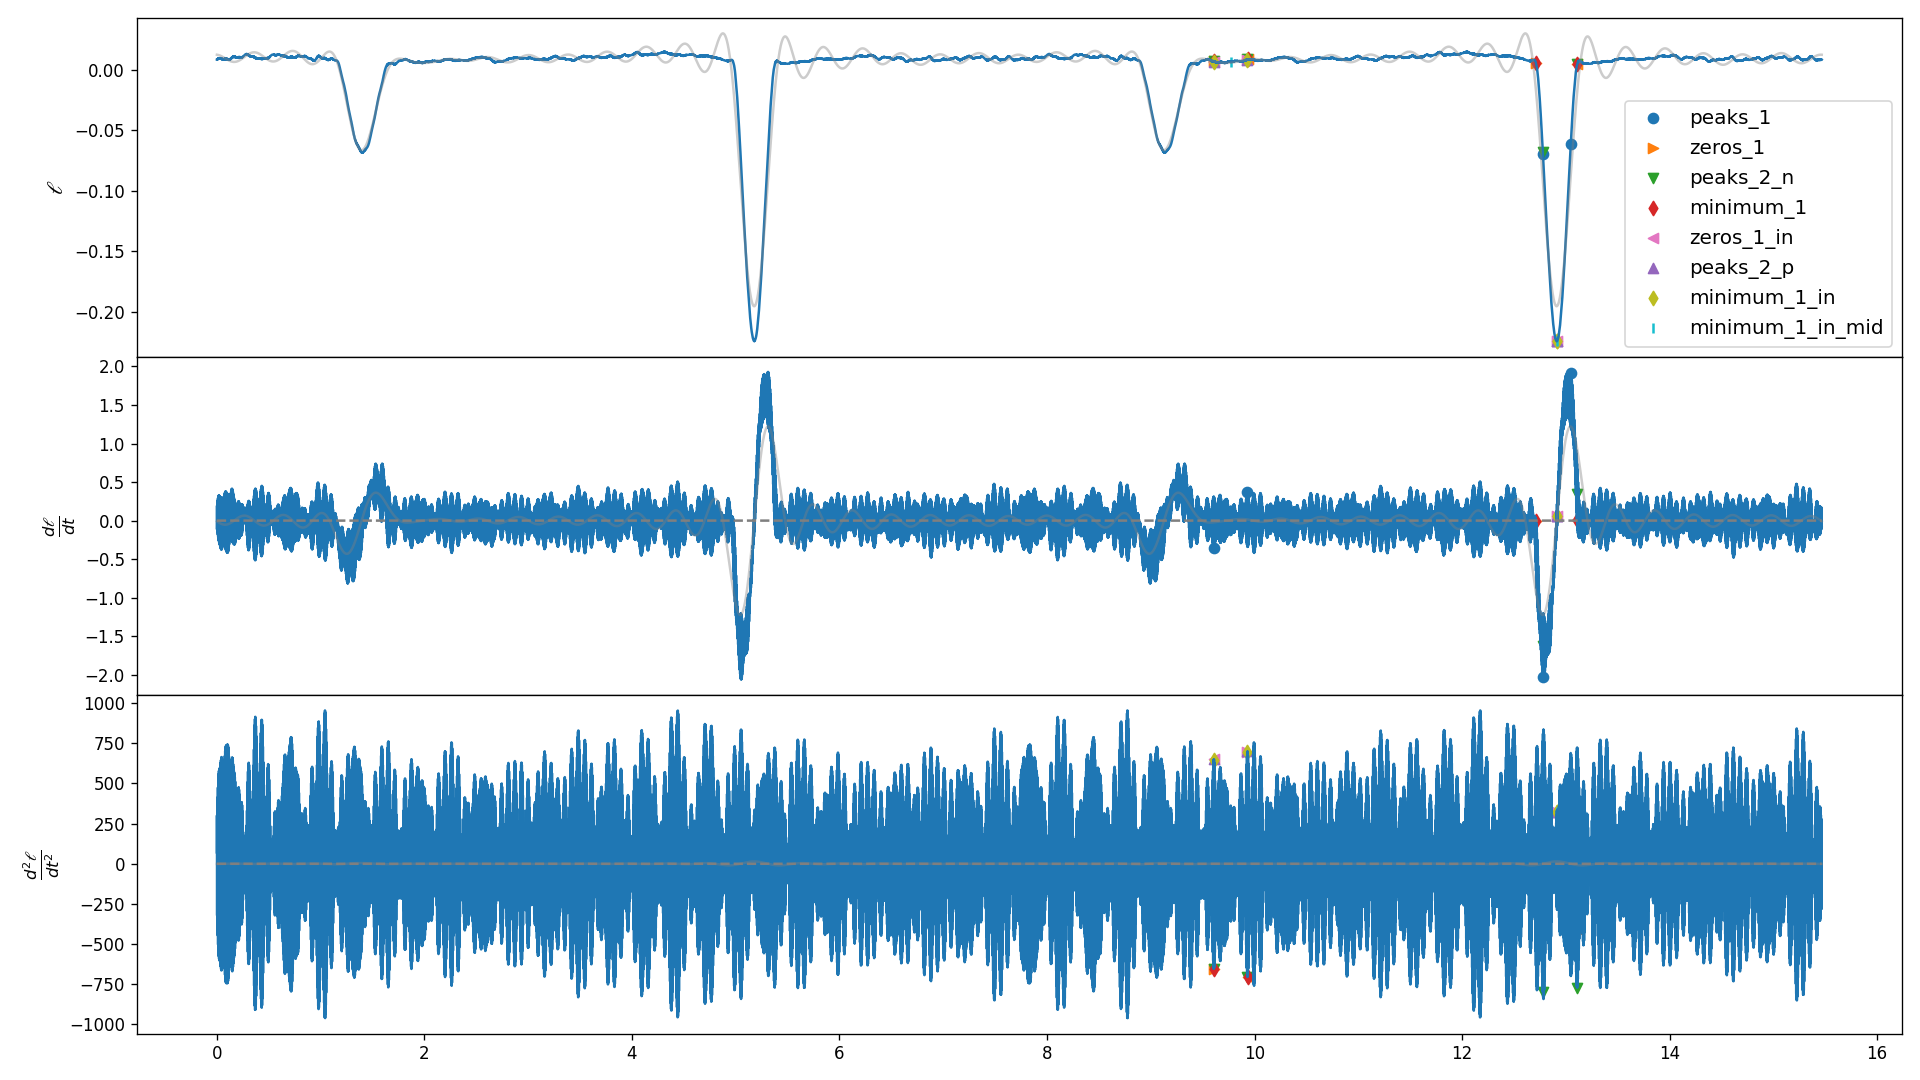 0.00
−0.05
−0.10
−0.15
−0.20
ℓ
peaks_1
zeros_1
peaks_2_n
minimum_1
zeros_1_in
peaks_2_p
minimum_1_in
minimum_1_in_mid
2.0
1.5
1.0
0.5
0.0
−0.5
−1.0
−1.5
−2.0
dℓ
dt
1000
750
500
250
0
−250
−500
−750
−1000
d²ℓ
dt²
0 2 4 6 8 10 12 14 16